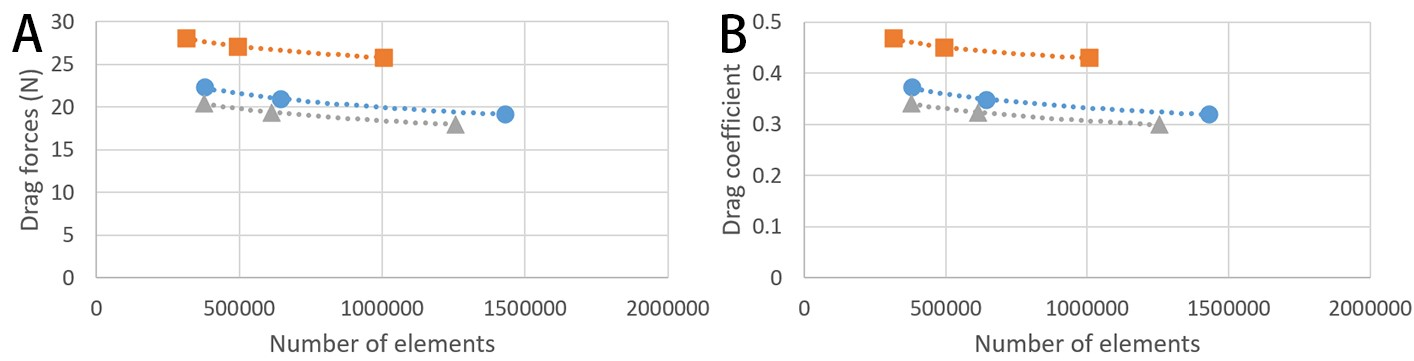 A
Drag forces (N)
30
25
20
15
10
5
0
0 500000 1000000 1500000 2000000
Number of elements
B
Drag coefficient
0.5
0.4
0.3
0.2
0.1
0
0 500000 1000000 1500000 2000000
Number of elements